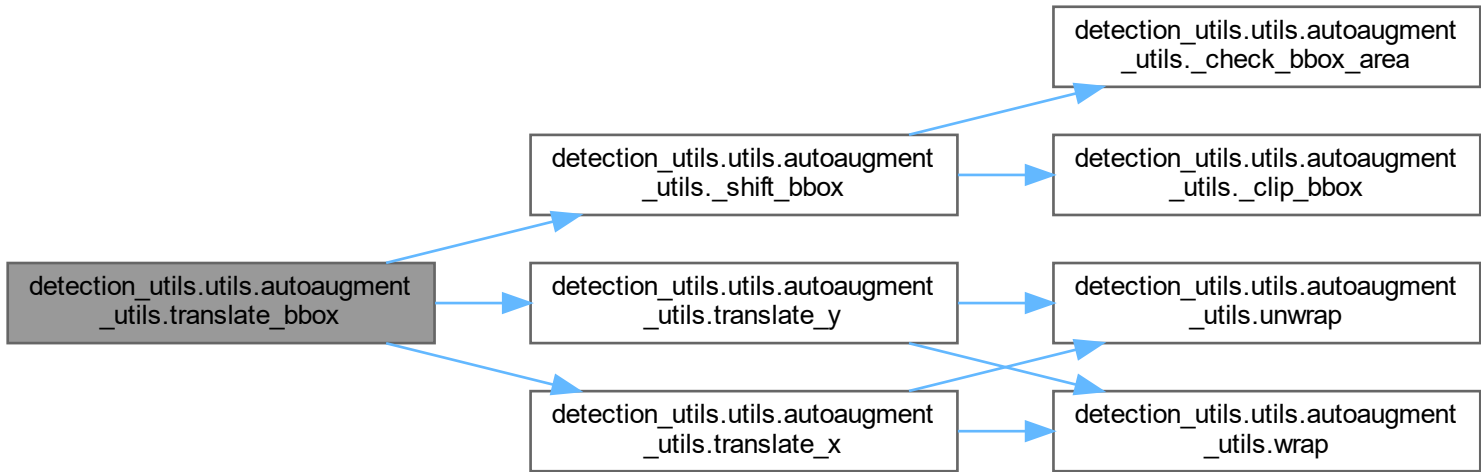 detection_utils.utils.autoaugment
_utils.translate_bbox
detection_utils.utils.autoaugment
_utils._shift_bbox
detection_utils.utils.autoaugment
_utils.translate_y
detection_utils.utils.autoaugment
_utils.translate_x
detection_utils.utils.autoaugment
_utils._check_bbox_area
detection_utils.utils.autoaugment
_utils._clip_bbox
detection_utils.utils.autoaugment
_utils.unwrap
detection_utils.utils.autoaugment
_utils.wrap